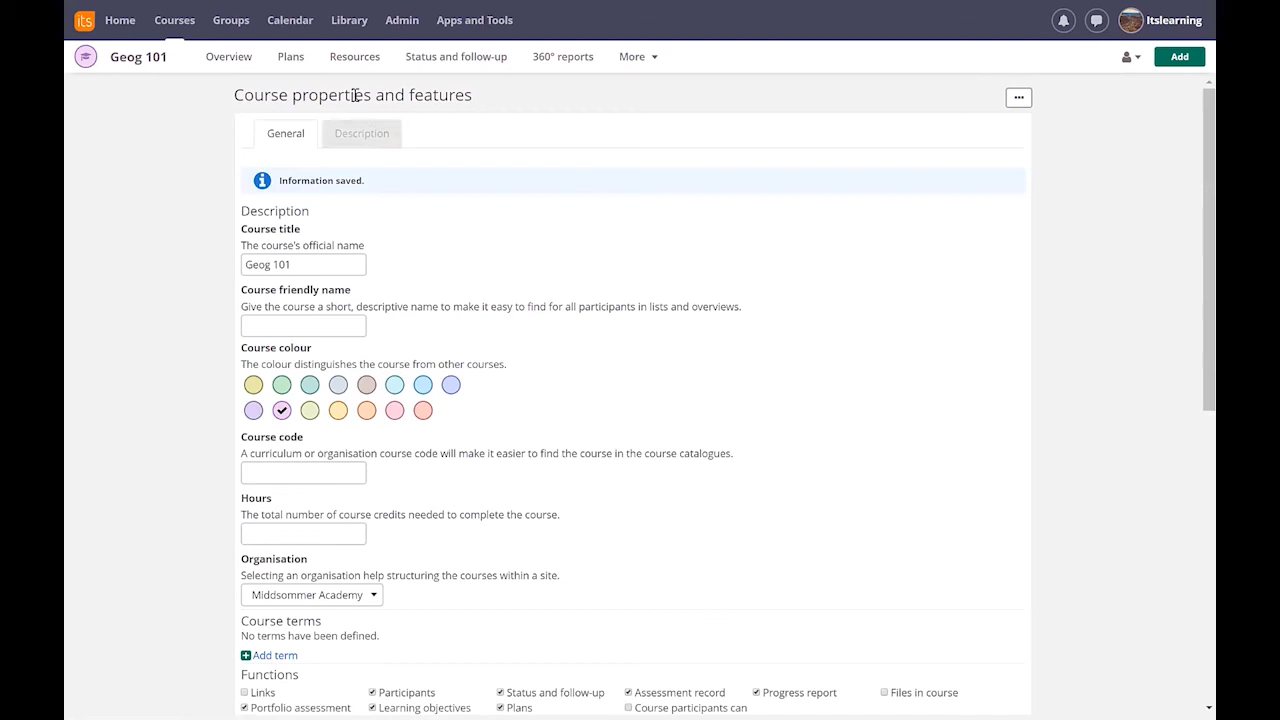 its Home Courses Groups Calendar Library Admin Apps and Tools Itslearning
Geog 101 Overview Plans Resources Status and follow-up 360° reports More Add
Course properties and features
General Description
Information saved.
Description
Course title
The course's official name
Geog 101
Course friendly name
Give the course a short, descriptive name to make it easy to find for all participants in lists and overviews.
Course colour
The colour distinguishes the course from other courses.
Course code
A curriculum or organisation course code will make it easier to find the course in the course catalogues.
Hours
The total number of course credits needed to complete the course.
Organisation
Selecting an organisation help structuring the courses within a site.
Middsommer Academy
Course terms
No terms have been defined.
Add term
Functions
Links Participants Status and follow-up Assessment record Progress report Files in course
Portfolio assessment Learning objectives Plans Course participants can